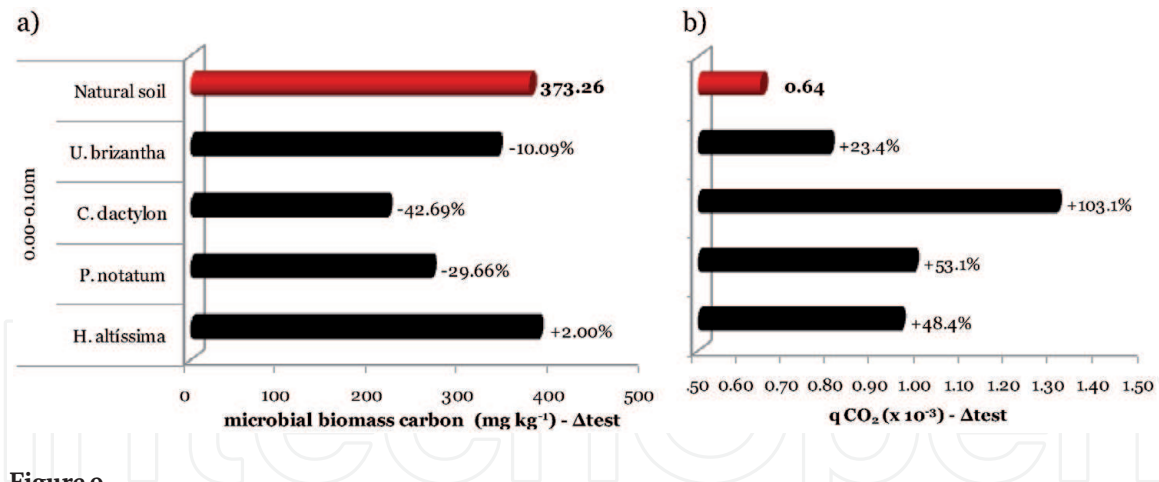 a)
0.00-0.10m
Natural soil
373.26
U. brizantha
-10.09%
C. dactylon
-42.69%
P. notatum
-29.66%
H. altíssima
+2.00%
0 100 200 300 400 500
microbial biomass carbon (mg kg⁻¹) - Δtest
b)
0.64
+23.4%
+103.1%
+53.1%
+48.4%
.50 0.60 0.70 0.80 0.90 1.00 1.10 1.20 1.30 1.40 1.50
q CO₂ (x 10⁻³) - Δtest
IntechOpen
Figure 9